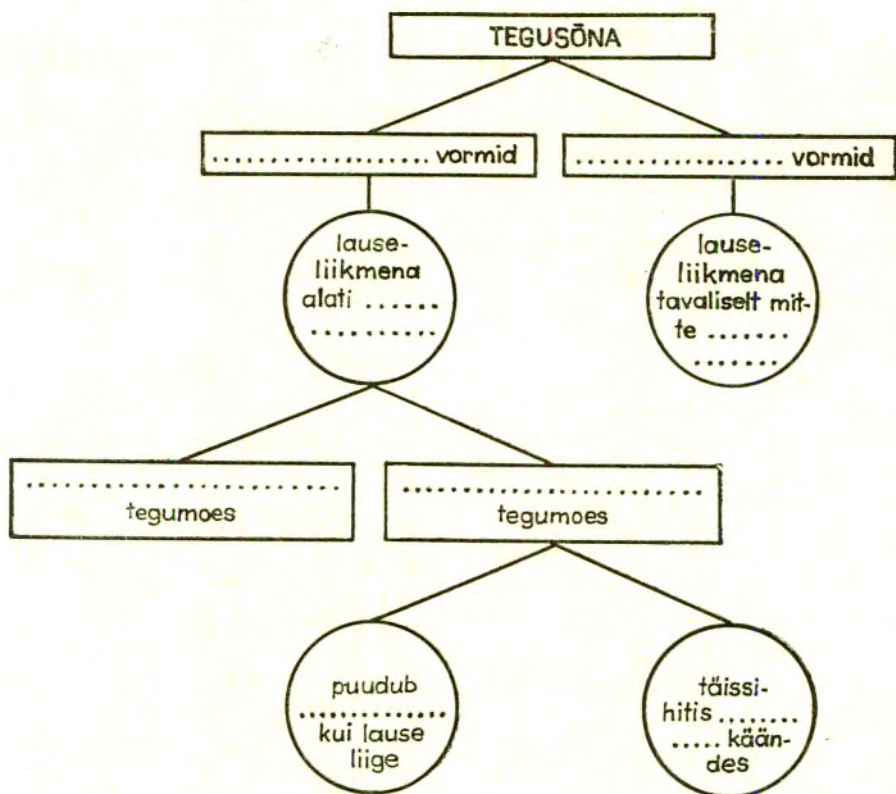 TEGUSÕNA
................... vormid
................... vormid
lause-
liikmena
alati ......
..........
lause-
liikmena
tavaliselt mit-
te .......
.......
............................
tegumoes
...........................
tegumoes
puudub
.............
kui lause
liige
täissi-
hitis ........
..... kään-
des